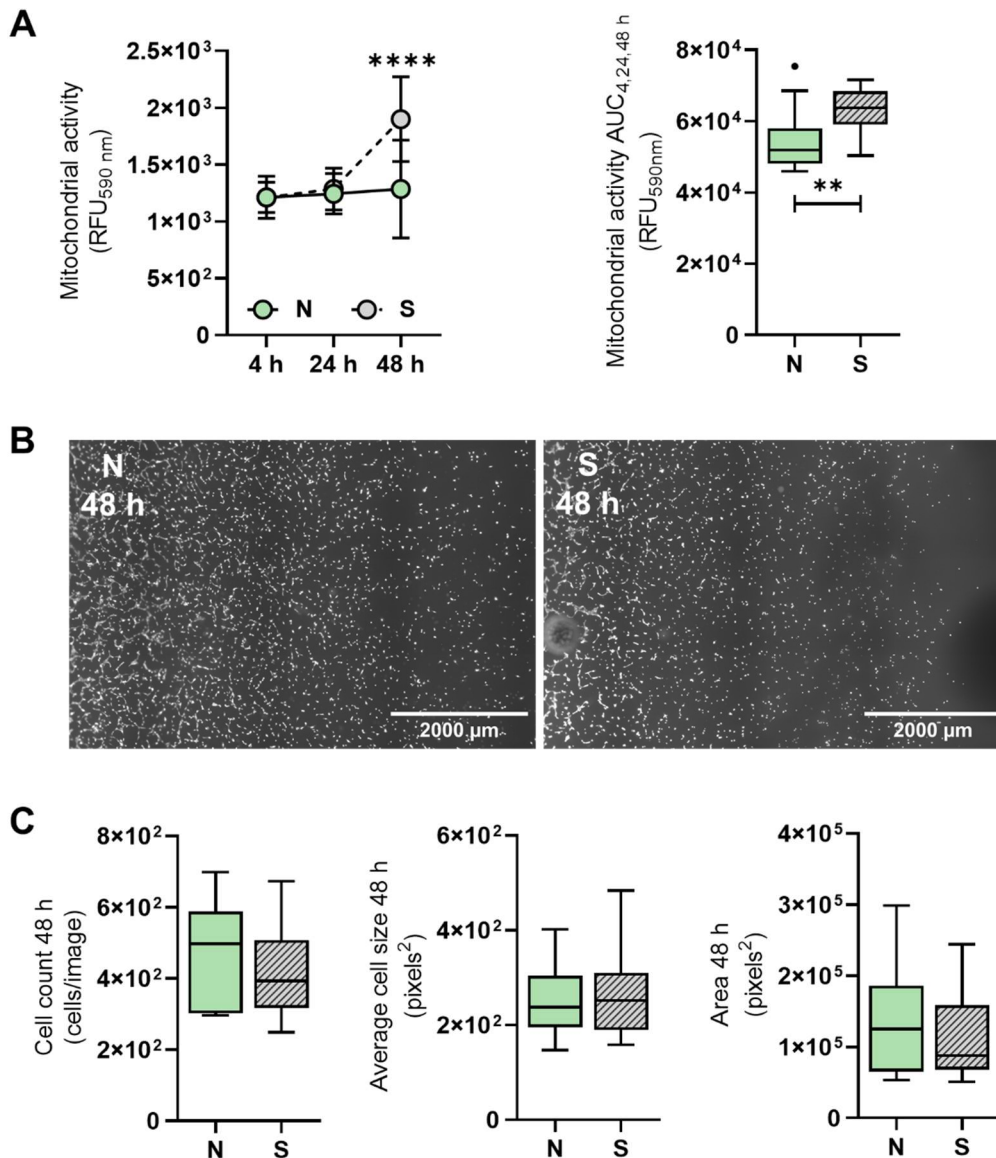 A
Mitochondrial activity
(RFU590 nm)
2.5×10³
2×10³
1.5×10³
1×10³
5×10²
0
****
N
S
4 h
24 h
48 h
Mitochondrial activity AUC4,24,48 h
(RFU590nm)
8×10⁴
6×10⁴
4×10⁴
2×10⁴
0
**
N
S
B
N
48 h
2000 µm
S
48 h
2000 µm
C
Cell count 48 h
(cells/image)
8×10²
6×10²
4×10²
2×10²
0
N
S
Average cell size 48 h
(pixels²)
6×10²
4×10²
2×10²
0
N
S
Area 48 h
(pixels²)
4×10⁵
3×10⁵
2×10⁵
1×10⁵
0
N
S